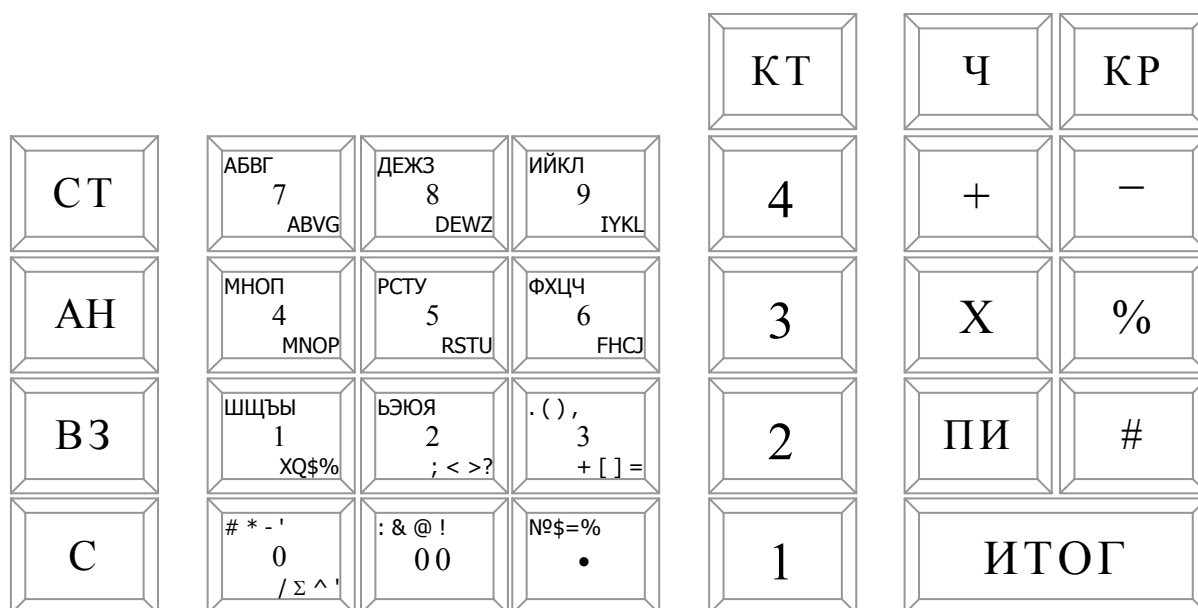 КТ Ч КР
СТ АБВГ 7 ABVG ДЕЖЗ 8 DEWZ ИЙКЛ 9 IYKL 4 + –
АН МНОП 4 MNOP РСТУ 5 RSTU ФХЦЧ 6 FHCJ 3 X %
ВЗ ШЩЪЫ 1 XQ$% ЬЭЮЯ 2 ; < >? . ( ) , 3 + [ ] = 2 ПИ #
С # * - ' 0 / Σ ^ ' : & @ ! 00 №$=% • 1 ИТОГ